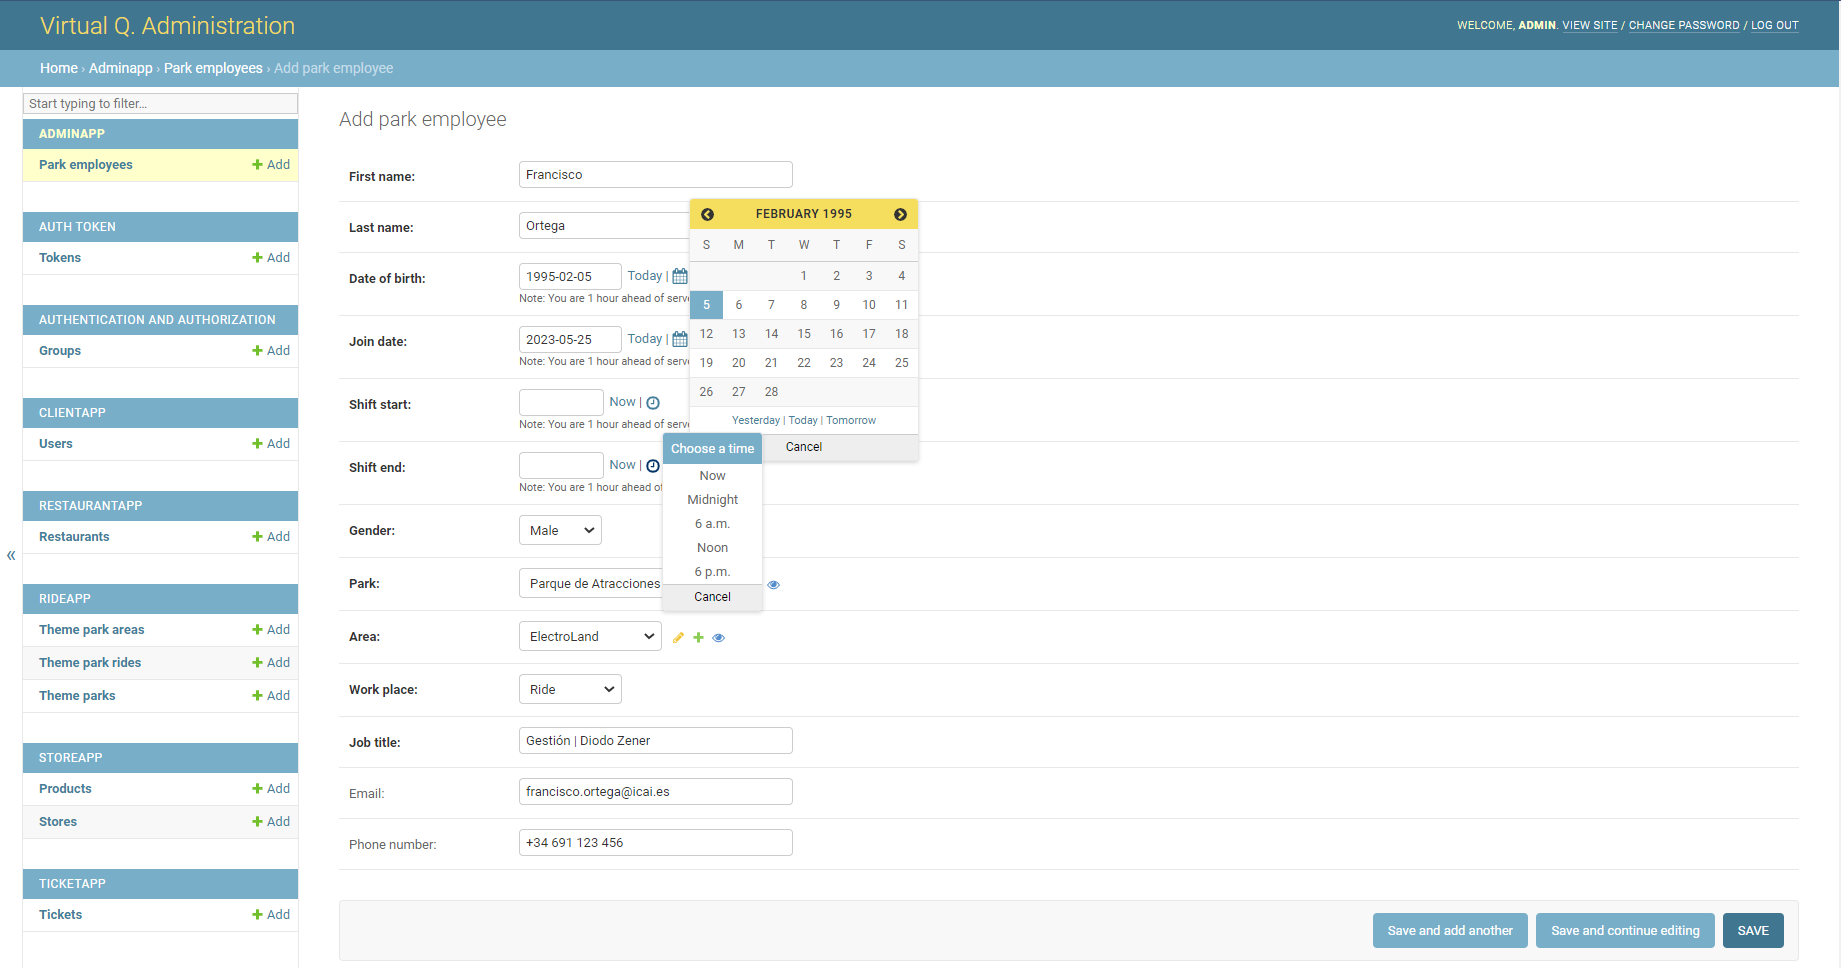 Virtual Q. Administration
WELCOME, ADMIN. VIEW SITE / CHANGE PASSWORD / LOG OUT
Home › Adminapp › Park employees › Add park employee
Start typing to filter...
ADMINAPP
Park employees + Add
AUTH TOKEN
Tokens + Add
AUTHENTICATION AND AUTHORIZATION
Groups + Add
CLIENTAPP
Users + Add
RESTAURANTAPP
Restaurants + Add
«
RIDEAPP
Theme park areas + Add
Theme park rides + Add
Theme parks + Add
STOREAPP
Products + Add
Stores + Add
TICKETAPP
Tickets + Add
Add park employee
First name: Francisco
Last name: Ortega
Date of birth: 1995-02-05 Today |
Note: You are 1 hour ahead of serve
Join date: 2023-05-25 Today |
Note: You are 1 hour ahead of serve
Shift start: Now |
Note: You are 1 hour ahead of serve
Shift end: Now |
Note: You are 1 hour ahead of
Gender: Male
Park: Parque de Atracciones
Area: ElectroLand
Work place: Ride
Job title: Gestión | Diodo Zener
Email: francisco.ortega@icai.es
Phone number: +34 691 123 456
FEBRUARY 1995
S M T W T F S
1 2 3 4
5 6 7 8 9 10 11
12 13 14 15 16 17 18
19 20 21 22 23 24 25
26 27 28
Yesterday | Today | Tomorrow
Cancel
Choose a time
Now
Midnight
6 a.m.
Noon
6 p.m.
Cancel
Save and add another
Save and continue editing
SAVE